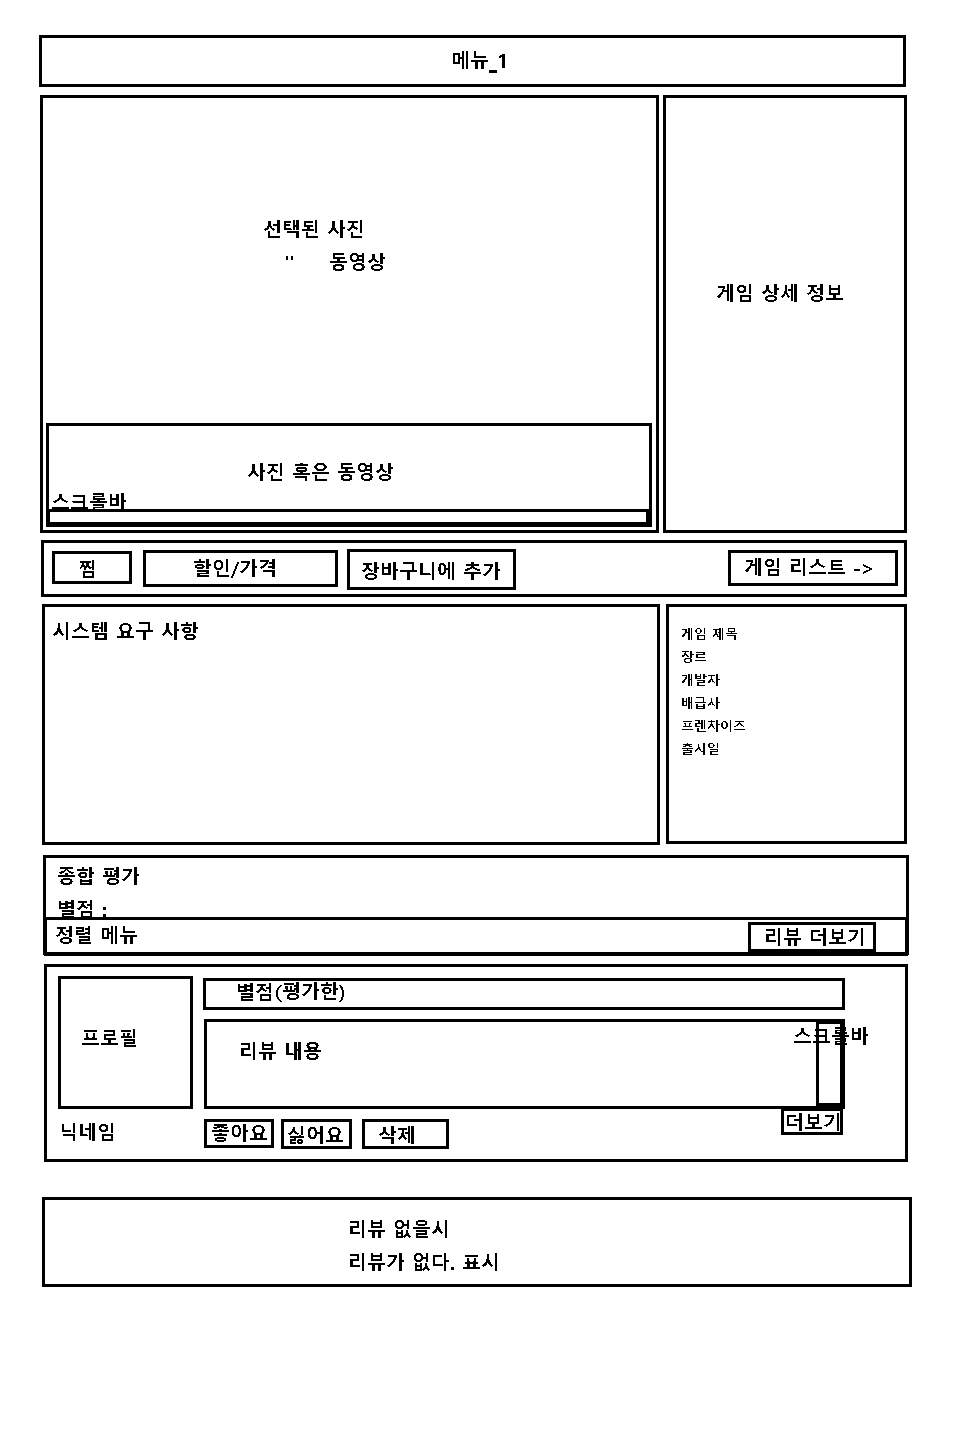 메뉴_1
선택된 사진
" 동영상
게임 상세 정보
사진 혹은 동영상
스크롤바
찜
할인/가격
장바구니에 추가
게임 리스트 ->
시스템 요구 사항
게임 제목
장르
개발자
배급사
프렌차이즈
출시일
종합 평가
별점 :
정렬 메뉴
리뷰 더보기
프로필
별점(평가한)
리뷰 내용
스크롤바
더보기
닉네임
좋아요
싫어요
삭제
리뷰 없을시
리뷰가 없다. 표시